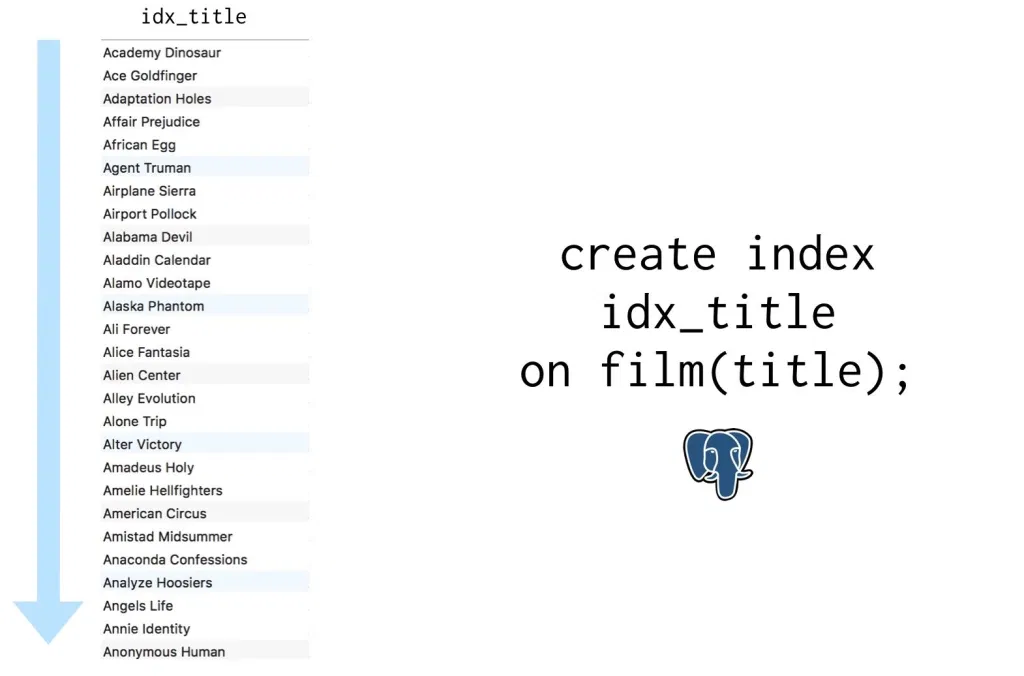 idx_title
Academy Dinosaur
Ace Goldfinger
Adaptation Holes
Affair Prejudice
African Egg
Agent Truman
Airplane Sierra
Airport Pollock
Alabama Devil
Aladdin Calendar
Alamo Videotape
Alaska Phantom
Ali Forever
Alice Fantasia
Alien Center
Alley Evolution
Alone Trip
Alter Victory
Amadeus Holy
Amelie Hellfighters
American Circus
Amistad Midsummer
Anaconda Confessions
Analyze Hoosiers
Angels Life
Annie Identity
Anonymous Human
create index
idx_title
on film(title);